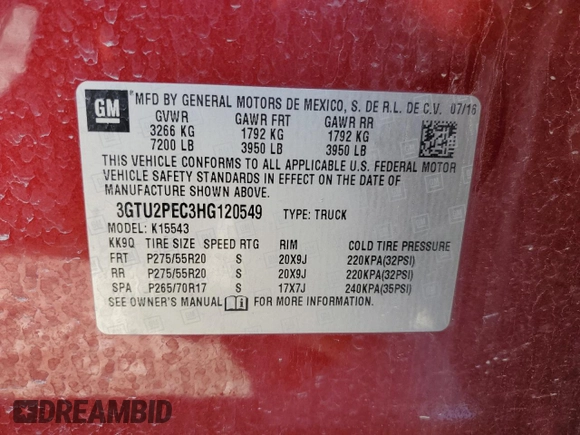 GM
MFD BY GENERAL MOTORS DE MEXICO, S. DE R.L. DE C.V. 07/16
GVWR GAWR FRT GAWR RR
3266 KG 1792 KG 1792 KG
7200 LB 3950 LB 3950 LB
THIS VEHICLE CONFORMS TO ALL APPLICABLE U.S. FEDERAL MOTOR
VEHICLE SAFETY STANDARDS IN EFFECT ON THE DATE OF
MANUFACTURE SHOWN ABOVE.
3GTU2PEC3HG120549 TYPE: TRUCK
MODEL: K15543
KK9Q TIRE SIZE SPEED RTG RIM COLD TIRE PRESSURE
FRT P275/55R20 S 20X9J 220KPA(32PSI)
RR P275/55R20 S 20X9J 220KPA(32PSI)
SPA P265/70R17 S 17X7J 240KPA(35PSI)
SEE OWNER'S MANUAL FOR MORE INFORMATION
DREAMBID